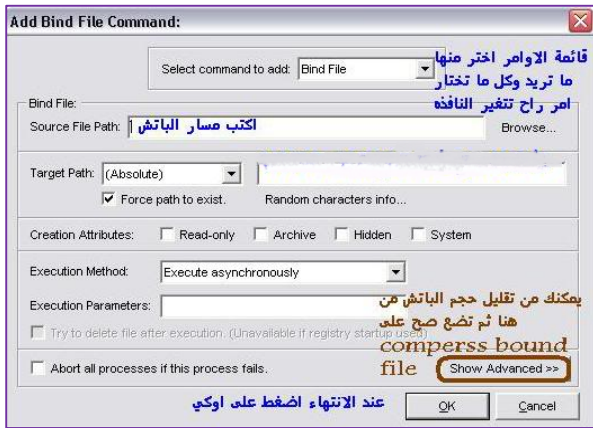 Add Bind File Command:
Select command to add: Bind File
قائمة الاوامر اختر منها
ما تريد وكل ما تختار
امر راح تتغير النافذه
Bind File:
Source File Path: اكتب مسار الباتش Browse...
Target Path: (Absolute)
Force path to exist. Random characters info...
Creation Attributes: Read-only Archive Hidden System
Execution Method: Execute asynchronously
Execution Parameters:
يمكنك من تقليل حجم الباتش من
هنا ثم تضع صح على
comperss bound
file
Try to delete file after execution. (Unavailable if registry startup used)
Abort all processes if this process fails. Show Advanced >>
عند الانتهاء اضغط على اوكي
OK Cancel